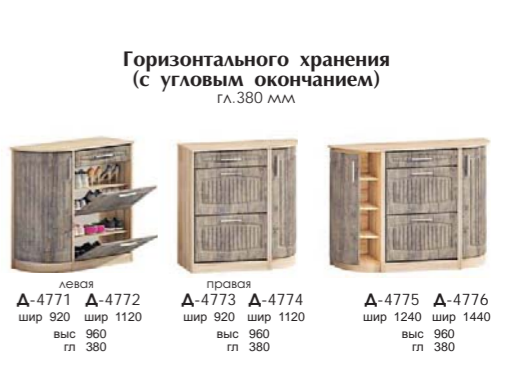 Горизонтального хранения
(с угловым окончанием)
гл.380 мм
левая
Д-4771 Д-4772
шир 920 шир 1120
выс 960
гл 380
правая
Д-4773 Д-4774
шир 920 шир 1120
выс 960
гл 380
Д-4775 Д-4776
шир 1240 шир 1440
выс 960
гл 380